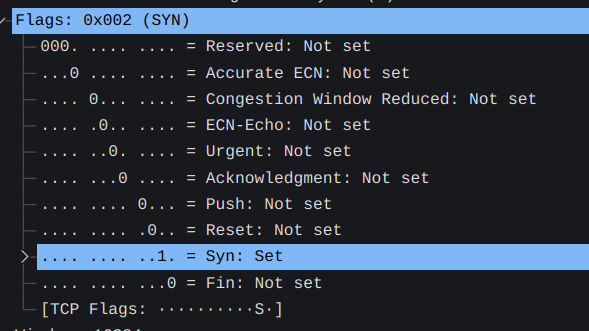 Flags: 0x002 (SYN)
000. .... .... = Reserved: Not set
...0 .... .... = Accurate ECN: Not set
.... 0... .... = Congestion Window Reduced: Not set
.... .0.. .... = ECN-Echo: Not set
.... ..0. .... = Urgent: Not set
.... ...0 .... = Acknowledgment: Not set
.... .... 0... = Push: Not set
.... .... .0.. = Reset: Not set
.... .... ..1. = Syn: Set
.... .... ...0 = Fin: Not set
[TCP Flags: ··········S·]